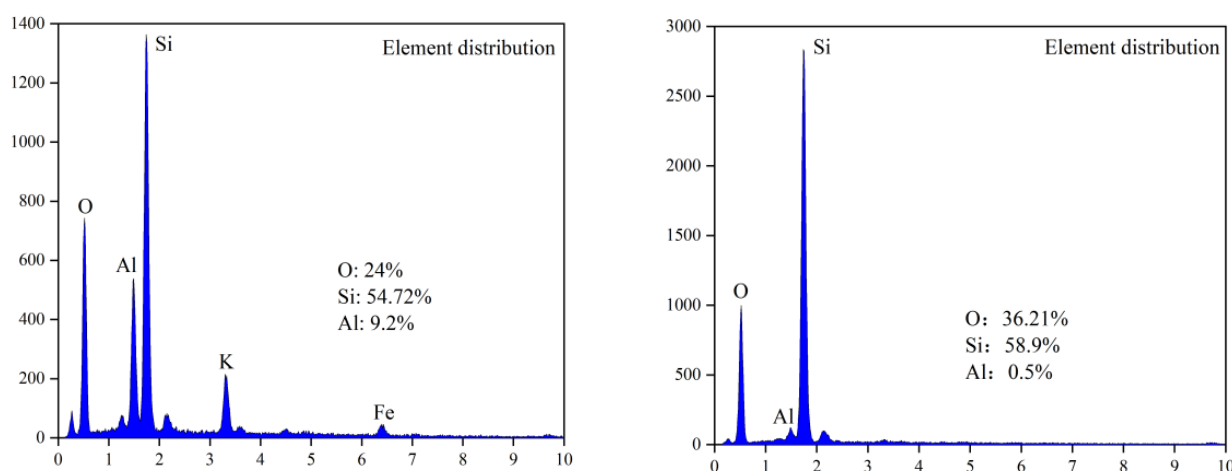 1400
Si
Element distribution
1200
1000
800
O
600
Al
O: 24%
Si: 54.72%
400
Al: 9.2%
K
200
Fe
0
0 1 2 3 4 5 6 7 8 9 10
3000
Si
Element distribution
2500
2000
1500
O
1000
O: 36.21%
Si: 58.9%
500
Al: 0.5%
Al
0
0 1 2 3 4 5 6 7 8 9 10